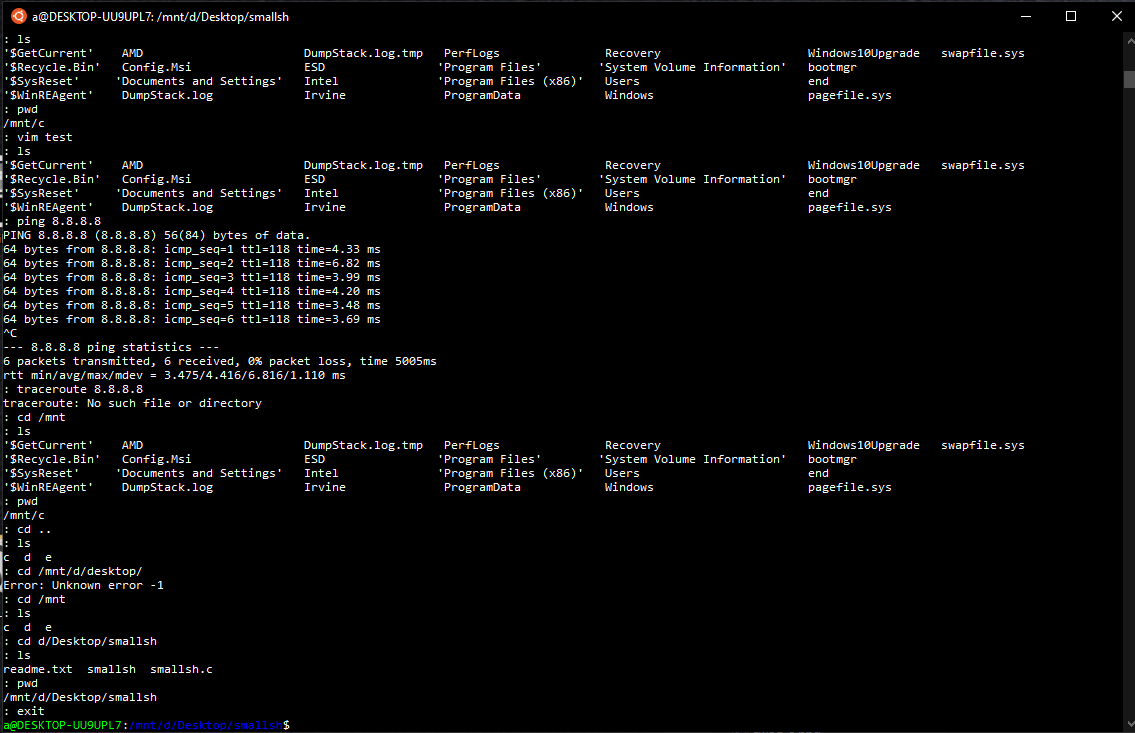 a@DESKTOP-UU9UPL7: /mnt/d/Desktop/smallsh
: ls
'$GetCurrent'    AMD                       DumpStack.log.tmp   PerfLogs               Recovery                     Windows10Upgrade   swapfile.sys
'$Recycle.Bin'   Config.Msi                ESD                'Program Files'        'System Volume Information'   bootmgr
'$SysReset'     'Documents and Settings'   Intel              'Program Files (x86)'   Users                        end
'$WinREAgent'    DumpStack.log             Irvine              ProgramData            Windows                      pagefile.sys
: pwd
/mnt/c
: vim test
: ls
'$GetCurrent'    AMD                       DumpStack.log.tmp   PerfLogs               Recovery                     Windows10Upgrade   swapfile.sys
'$Recycle.Bin'   Config.Msi                ESD                'Program Files'        'System Volume Information'   bootmgr
'$SysReset'     'Documents and Settings'   Intel              'Program Files (x86)'   Users                        end
'$WinREAgent'    DumpStack.log             Irvine              ProgramData            Windows                      pagefile.sys
: ping 8.8.8.8
PING 8.8.8.8 (8.8.8.8) 56(84) bytes of data.
64 bytes from 8.8.8.8: icmp_seq=1 ttl=118 time=4.33 ms
64 bytes from 8.8.8.8: icmp_seq=2 ttl=118 time=6.82 ms
64 bytes from 8.8.8.8: icmp_seq=3 ttl=118 time=3.99 ms
64 bytes from 8.8.8.8: icmp_seq=4 ttl=118 time=4.20 ms
64 bytes from 8.8.8.8: icmp_seq=5 ttl=118 time=3.48 ms
64 bytes from 8.8.8.8: icmp_seq=6 ttl=118 time=3.69 ms
^C
--- 8.8.8.8 ping statistics ---
6 packets transmitted, 6 received, 0% packet loss, time 5005ms
rtt min/avg/max/mdev = 3.475/4.416/6.816/1.110 ms
: traceroute 8.8.8.8
traceroute: No such file or directory
: cd /mnt
: ls
'$GetCurrent'    AMD                       DumpStack.log.tmp   PerfLogs               Recovery                     Windows10Upgrade   swapfile.sys
'$Recycle.Bin'   Config.Msi                ESD                'Program Files'        'System Volume Information'   bootmgr
'$SysReset'     'Documents and Settings'   Intel              'Program Files (x86)'   Users                        end
'$WinREAgent'    DumpStack.log             Irvine              ProgramData            Windows                      pagefile.sys
: pwd
/mnt/c
: cd ..
: ls
c  d  e
: cd /mnt/d/desktop/
Error: Unknown error -1
: cd /mnt
: ls
c  d  e
: cd d/Desktop/smallsh
: ls
readme.txt  smallsh  smallsh.c
: pwd
/mnt/d/Desktop/smallsh
: exit
a@DESKTOP-UU9UPL7:/mnt/d/Desktop/smallsh$